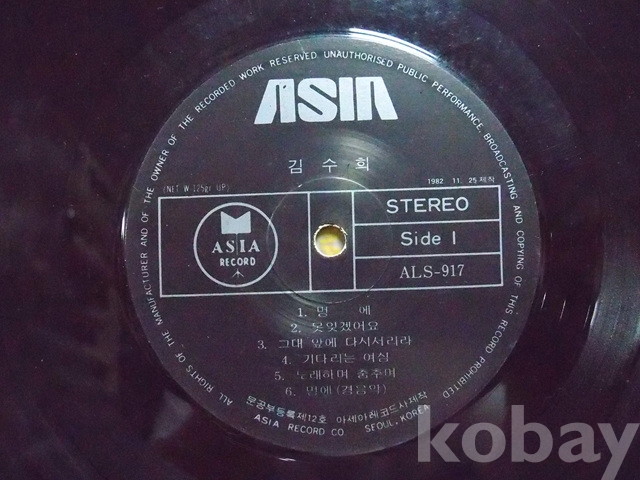 ALL RIGHTS OF THE MANUFACTURER AND OF THE OWNER OF THE RECORDED WORK RESERVED. UNAUTHORISED PUBLIC PERFORMANCE, BROADCASTING AND COPYING OF THIS RECORD PROHIBITED
ASIA
김수희
(NET W 125gr UP)
1982. 11. 25 제작
STEREO
ASIA
RECORD
Side 1
ALS-917
1. 멍 에
2. 못잊겠어요
3. 그대 앞에 다시서리라
4. 기다리는 여심
5. 노래하며 춤추며
6. 멍에(경음악)
문공부등록제12호 아세아레코드사제작
ASIA RECORD CO SEOUL, KOREA
kobay